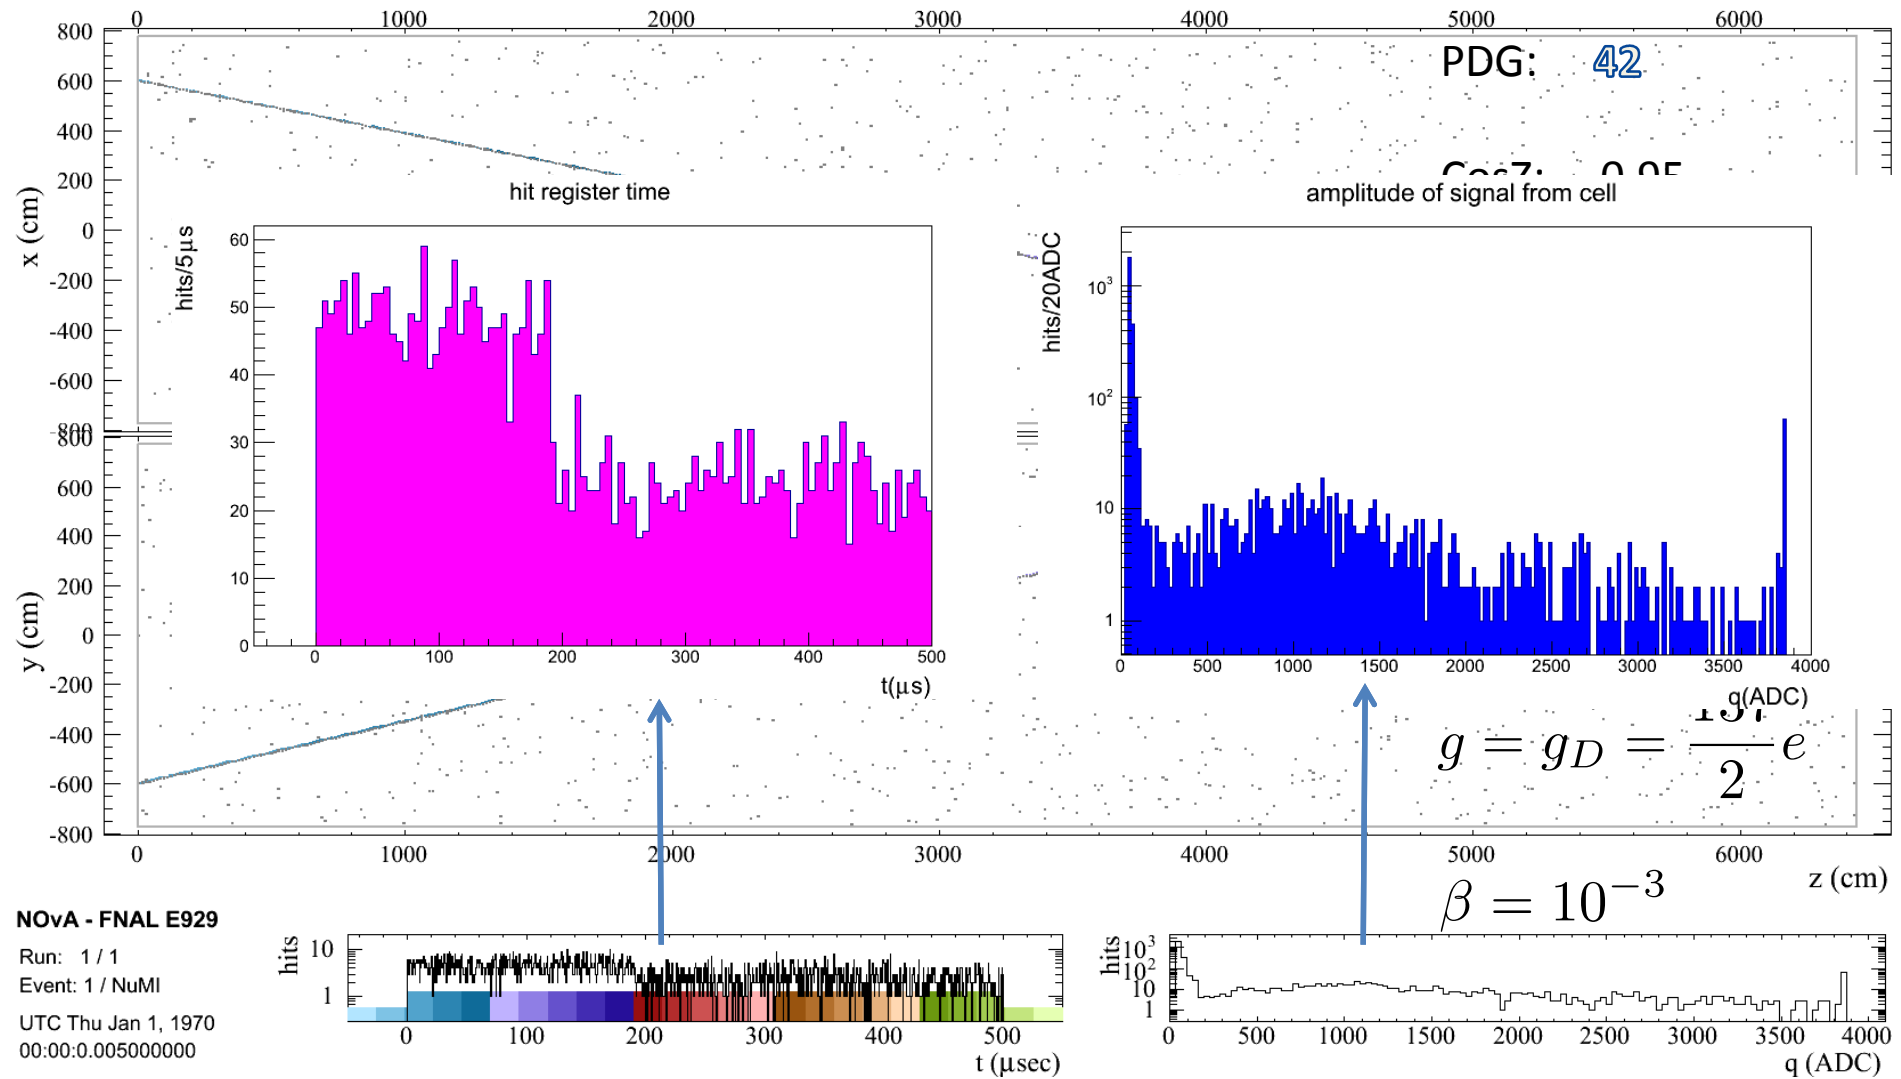 0 1000 2000 3000 4000 5000 6000
PDG: 42
CosZ: 0.95
800
600
400
200
0
-200
-400
-600
-800
x (cm)
hit register time
hits/5μs
60
50
40
30
20
10
0
0 100 200 300 400 500
t(μs)
amplitude of signal from cell
hits/20ADC
10³
10²
10
1
0 500 1000 1500 2000 2500 3000 3500 4000
q(ADC)
800
600
400
200
0
-200
-400
-600
-800
y (cm)
g = g_D = 137/2 e
0 1000 2000 3000 4000 5000 6000
z (cm)
β = 10⁻³
NOvA - FNAL E929
Run: 1 / 1
Event: 1 / NuMI
UTC Thu Jan 1, 1970
00:00:0.005000000
hits
10
1
0 100 200 300 400 500
t (μsec)
hits
10³
10²
10
1
0 500 1000 1500 2000 2500 3000 3500 4000
q (ADC)